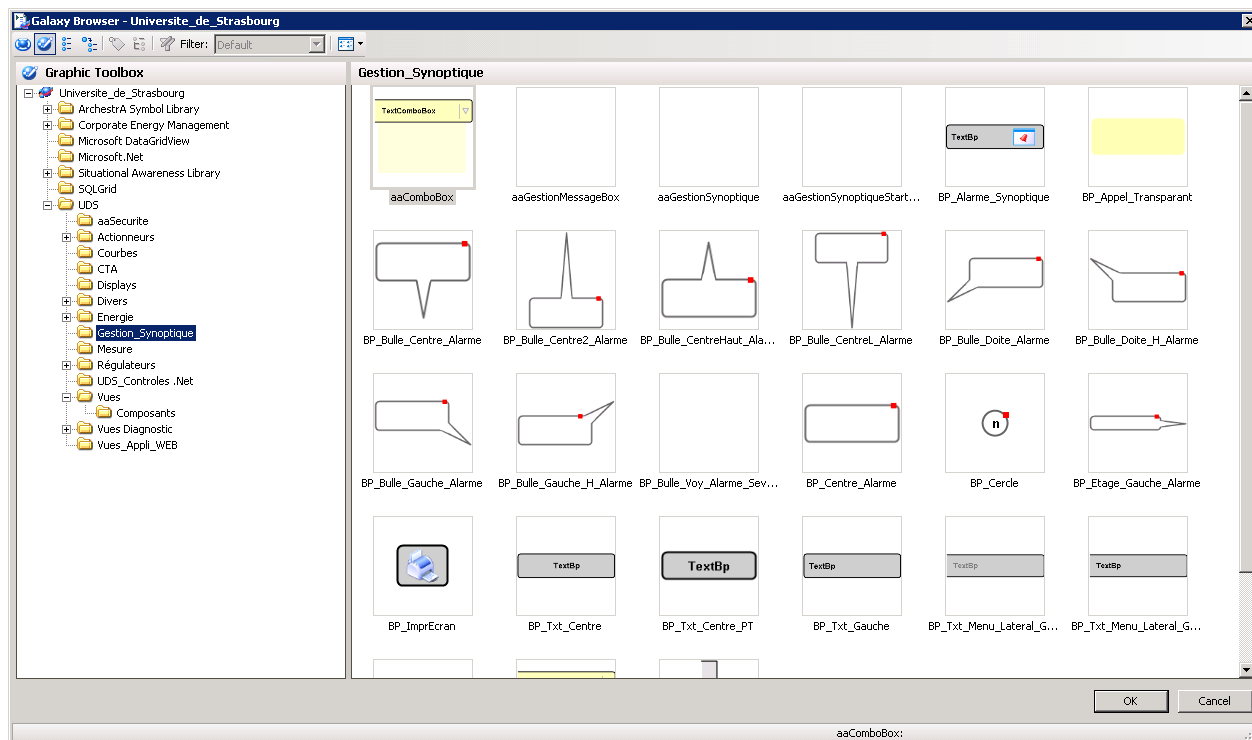 Galaxy Browser - Universite_de_Strasbourg
Filter: Default
Graphic Toolbox
Universite_de_Strasbourg
ArchestrA Symbol Library
Corporate Energy Management
Microsoft DataGridView
Microsoft.Net
Situational Awareness Library
SQLGrid
UDS
aaSecurite
Actionneurs
Courbes
CTA
Displays
Divers
Energie
Gestion_Synoptique
Mesure
Régulateurs
UDS_Controles .Net
Vues
Composants
Vues Diagnostic
Vues_Appli_WEB
Gestion_Synoptique
TextComboBox
TextBp
aaComboBox aaGestionMessageBox aaGestionSynoptique aaGestionSynoptiqueStart... BP_Alarme_Synoptique BP_Appel_Transparant
BP_Bulle_Centre_Alarme BP_Bulle_Centre2_Alarme BP_Bulle_CentreHaut_Ala... BP_Bulle_CentreL_Alarme BP_Bulle_Doite_Alarme BP_Bulle_Doite_H_Alarme
n
BP_Bulle_Gauche_Alarme BP_Bulle_Gauche_H_Alarme BP_Bulle_Voy_Alarme_Sev... BP_Centre_Alarme BP_Cercle BP_Etage_Gauche_Alarme
TextBp TextBp TextBp TextBp TextBp
BP_ImprEcran BP_Txt_Centre BP_Txt_Centre_PT BP_Txt_Gauche BP_Txt_Menu_Lateral_G... BP_Txt_Menu_Lateral_G...
OK Cancel
aaComboBox: